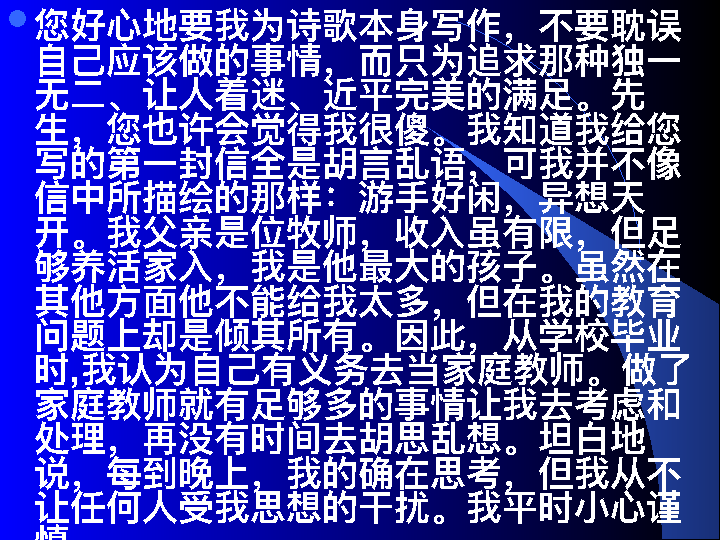 您好心地要我为诗歌本身写作，不要耽误
自己应该做的事情，而只为追求那种独一
无二、让人着迷、近平完美的满足。先
生，您也许会觉得我很傻。我知道我给您
写的第一封信全是胡言乱语，可我并不像
信中所描绘的那样：游手好闲，异想天
开。我父亲是位牧师，收入虽有限，但足
够养活家入，我是他最大的孩子。虽然在
其他方面他不能给我太多，但在我的教育
问题上却是倾其所有。因此，从学校毕业
时,我认为自己有义务去当家庭教师。做了
家庭教师就有足够多的事情让我去考虑和
处理，再没有时间去胡思乱想。坦白地
说，每到晚上，我的确在思考，但我从不
让任何人受我思想的干扰。我平时小心谨